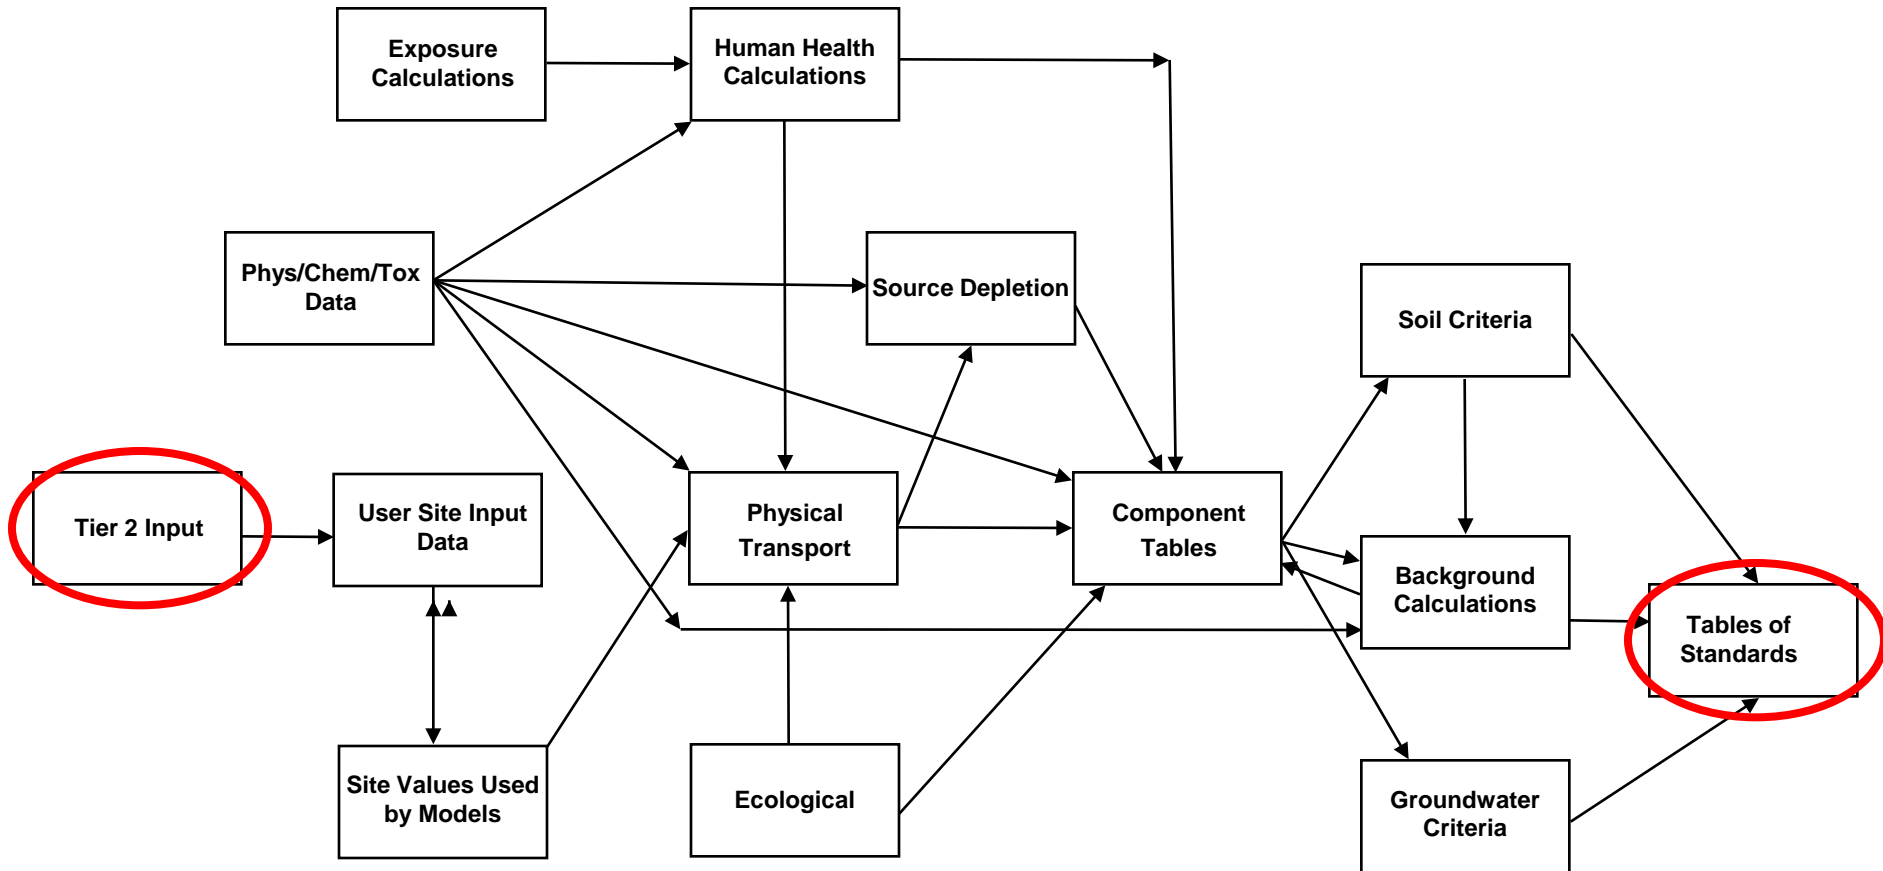 Exposure
Calculations
Human Health
Calculations
Phys/Chem/Tox
Data
Source Depletion
Soil Criteria
Tier 2 Input
User Site Input
Data
Physical
Transport
Component
Tables
Background
Calculations
Tables of
Standards
Site Values Used
by Models
Ecological
Groundwater
Criteria